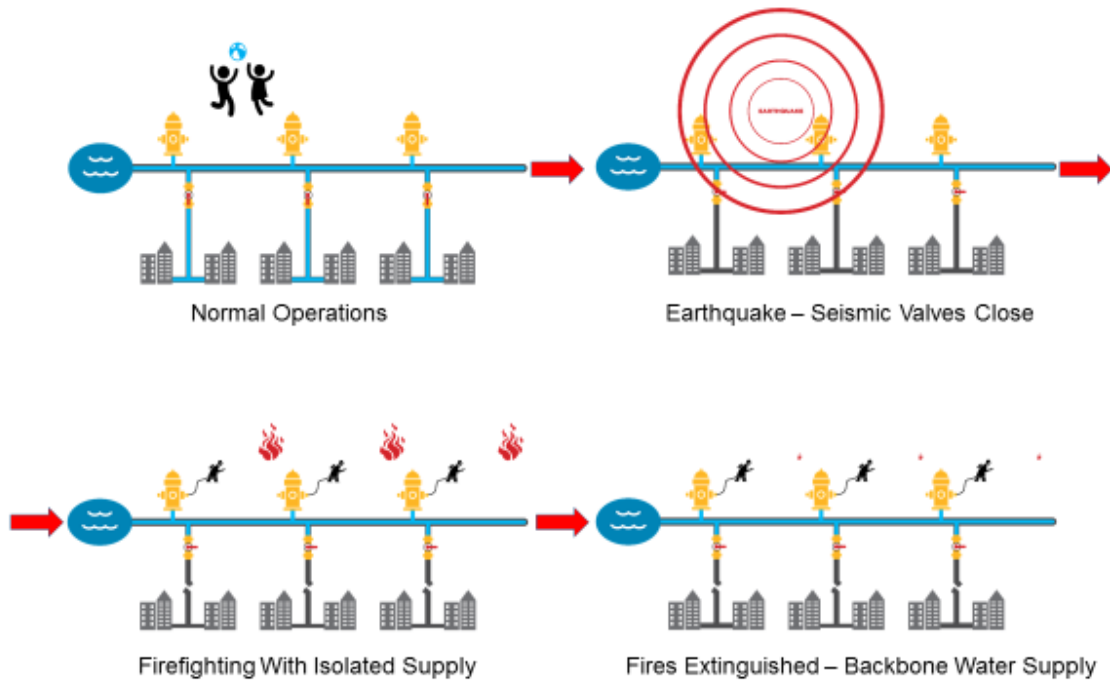 EARTHQUAKE
Normal Operations
Earthquake – Seismic Valves Close
Firefighting With Isolated Supply
Fires Extinguished – Backbone Water Supply